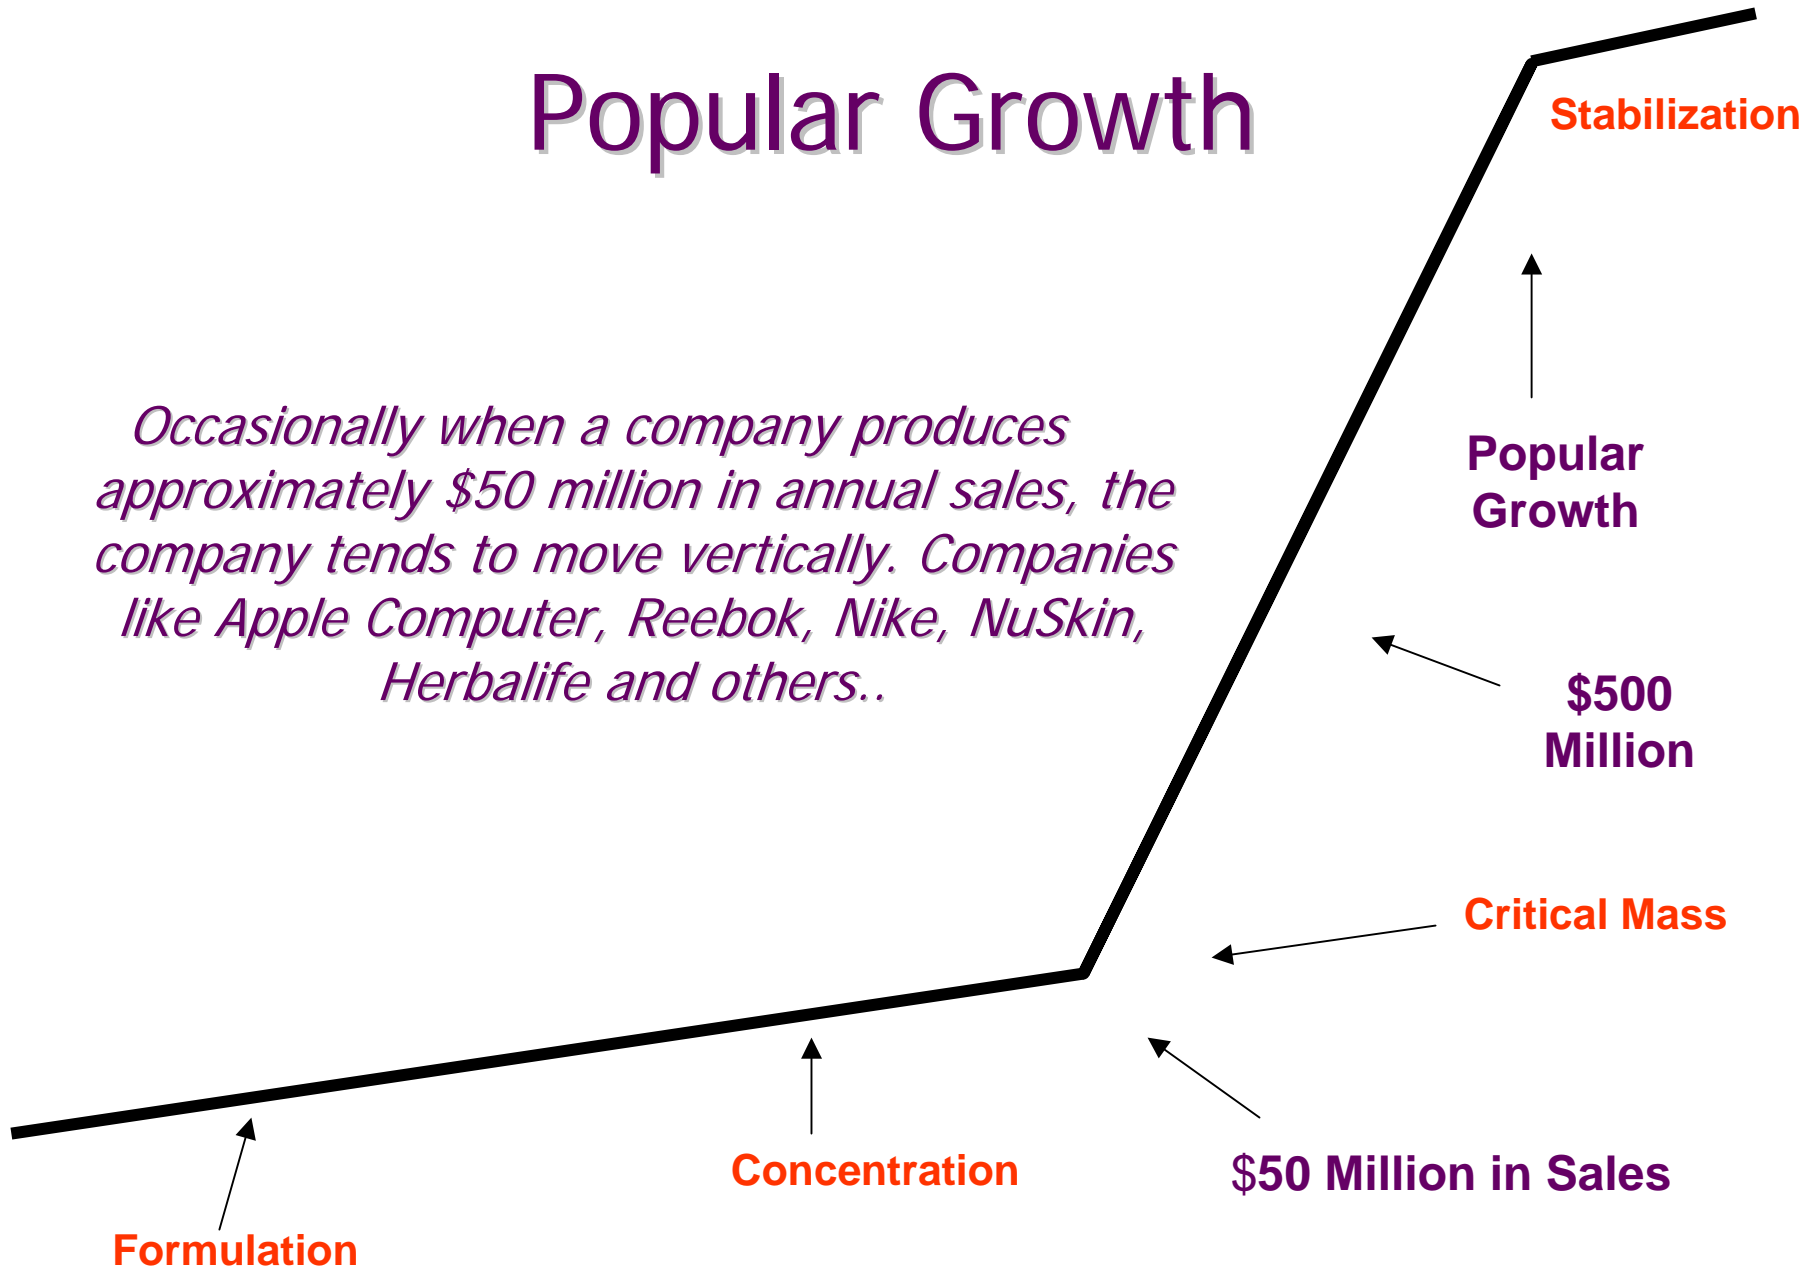 Popular Growth
Stabilization
Occasionally when a company produces
approximately $50 million in annual sales, the
company tends to move vertically. Companies
like Apple Computer, Reebok, Nike, NuSkin,
Herbalife and others..
Popular
Growth
$500
Million
Critical Mass
Concentration
$50 Million in Sales
Formulation